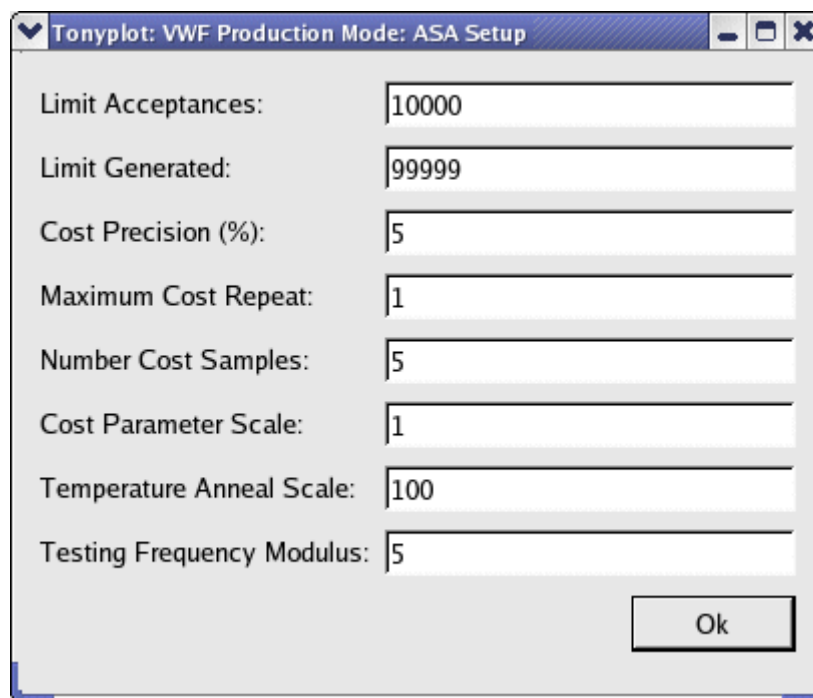 Tonyplot: VWF Production Mode: ASA Setup
Limit Acceptances: 10000
Limit Generated: 99999
Cost Precision (%): 5
Maximum Cost Repeat: 1
Number Cost Samples: 5
Cost Parameter Scale: 1
Temperature Anneal Scale: 100
Testing Frequency Modulus: 5
Ok